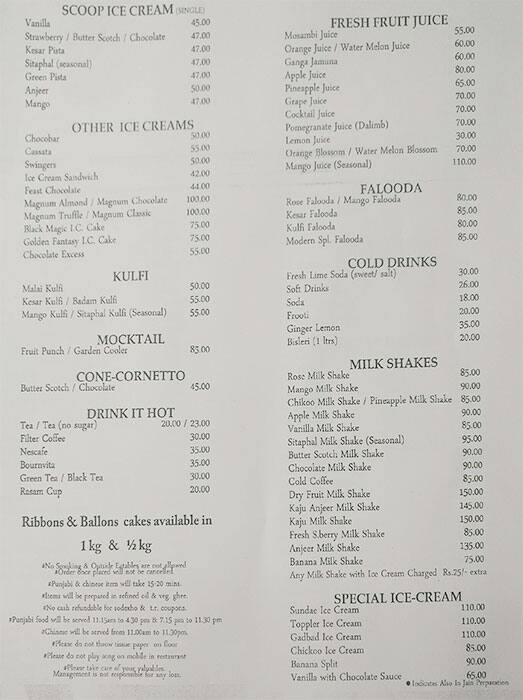 SCOOP ICE CREAM (SINGLE)
Vanilla 45.00
Strawberry / Butter Scotch / Chocolate 47.00
Kesar Pista 47.00
Sitaphal (seasonal) 47.00
Green Pista 47.00
Anjeer 50.00
Mango 47.00
OTHER ICE CREAMS
Chocobar 50.00
Cassata 55.00
Swingers 50.00
Ice Cream Sandwich 42.00
Feast Chocolate 44.00
Magnum Almond / Magnum Chocolate 100.00
Magnum Truffle / Magnum Classic 100.00
Black Magic I.C. Cake 75.00
Golden Fantasy I.C. Cake 75.00
Chocolate Excess 55.00
KULFI
Malai Kulfi 50.00
Kesar Kulfi / Badam Kulfi 55.00
Mango Kulfi / Sitaphal Kulfi (Seasonal) 55.00
MOCKTAIL
Fruit Punch / Garden Cooler 85.00
CONE-CORNETTO
Butter Scotch / Chocolate 45.00
DRINK IT HOT
Tea / Tea (no sugar) 20.00 / 23.00
Filter Coffee 30.00
Nescafe 35.00
Bournvita 35.00
Green Tea / Black Tea 30.00
Rasam Cup 20.00
Ribbons & Ballons cakes available in
1 kg & ½ kg
#No Smoking & Outside Eatables are not allowed
#Order once placed will not be cancelled
#Punjabi & chinese item will take 15-20 mins.
#Items will be prepared in refined oil & veg. ghee.
#No cash refundable for sodexho & t.r. coupons.
#Punjabi food will be served 11.15am to 4.30 pm & 7.15 pm to 11.30 pm
#Chinese will be served from 11.00am to 11.30pm.
#Please do not throw tissue paper on floor
#Please do not play song on mobile in restaurant
#Please take care of your valuables.
Management is not responsible for any loss.
FRESH FRUIT JUICE
Mosambi Juice 55.00
Orange Juice / Water Melon Juice 60.00
Ganga Jamuna 60.00
Apple Juice 80.00
Pineapple Juice 65.00
Grape Juice 70.00
Cocktail Juice 70.00
Pomegranate Juice (Dalimb) 70.00
Lemon Juice 30.00
Orange Blossom / Water Melon Blossom 70.00
Mango Juice (Seasonal) 110.00
FALOODA
Rose Falooda / Mango Falooda 80.00
Kesar Falooda 85.00
Kulfi Falooda 80.00
Modern Spl. Falooda 85.00
COLD DRINKS
Fresh Lime Soda (sweet/ salt) 30.00
Soft Drinks 26.00
Soda 18.00
Frooti 20.00
Ginger Lemon 35.00
Bisleri (1 ltrs) 20.00
MILK SHAKES
Rose Milk Shake 85.00
Mango Milk Shake 90.00
Chikoo Milk Shake / Pineapple Milk Shake 85.00
Apple Milk Shake 90.00
Vanilla Milk Shake 85.00
Sitaphal Milk Shake (Seasonal) 95.00
Butter Scotch Milk Shake 90.00
Chocolate Milk Shake 90.00
Cold Coffee 85.00
Dry Fruit Milk Shake 150.00
Kaju Anjeer Milk Shake 145.00
Kaju Milk Shake 150.00
Fresh S.berry Milk Shake 85.00
Anjeer Milk Shake 135.00
Banana Milk Shake 75.00
Any Milk Shake with Ice Cream Charged Rs.25/- extra
SPECIAL ICE-CREAM
Sundae Ice Cream 110.00
Toppler Ice Cream 110.00
Gadbad Ice Cream 110.00
Chickoo Ice Cream 85.00
Banana Split 90.00
Vanilla with Chocolate Sauce 65.00
● Indicates Also In Jain Preparation